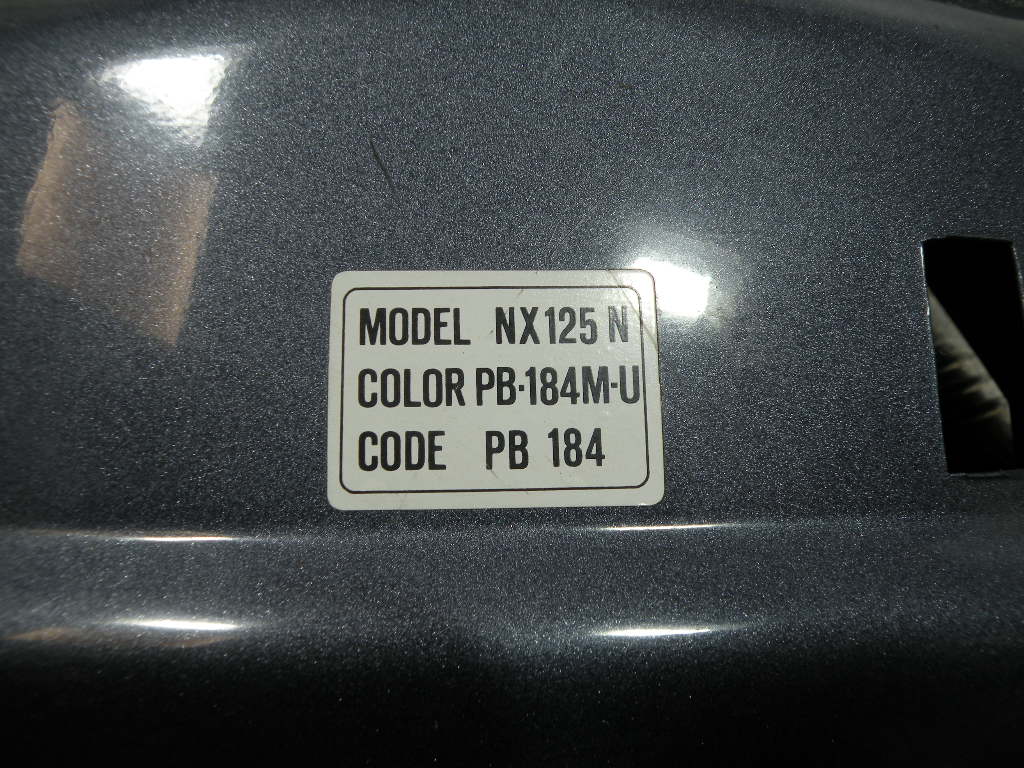 MODEL NX125 N
COLOR PB-184M-U
CODE PB 184